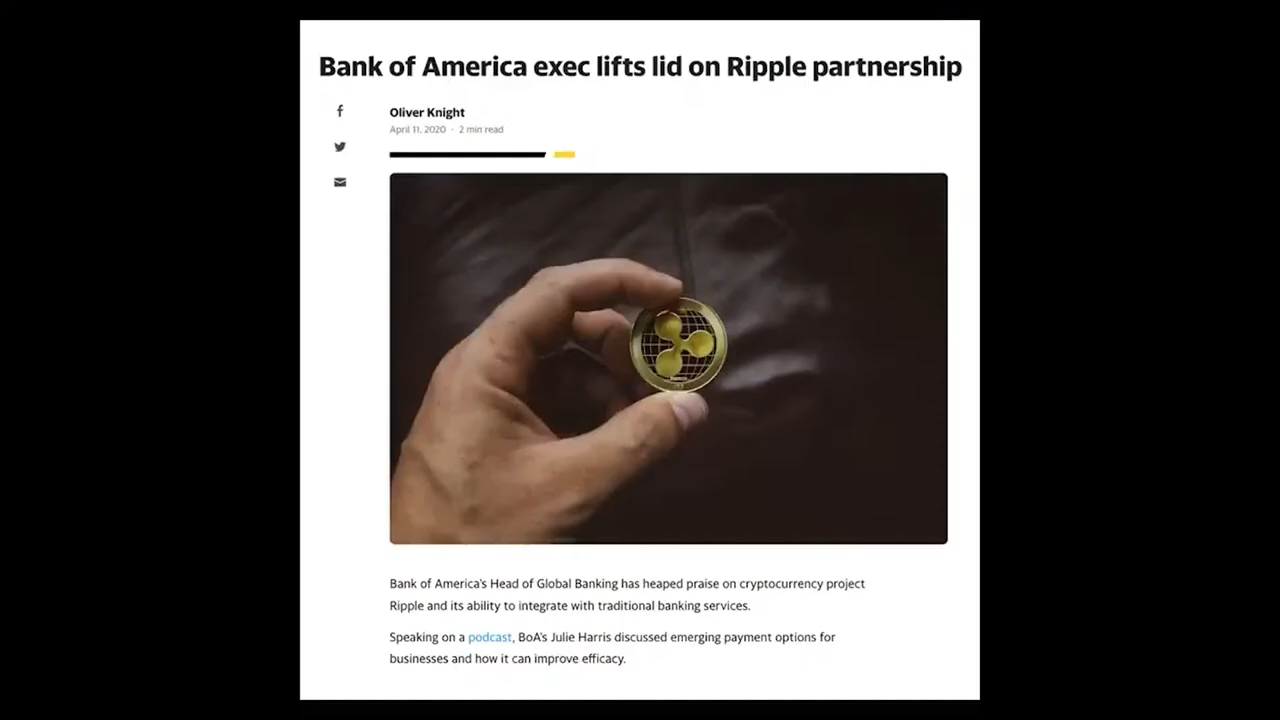 Bank of America exec lifts lid on Ripple partnership
Oliver Knight
April 11, 2020 · 2 min read
Bank of America's Head of Global Banking has heaped praise on cryptocurrency project
Ripple and its ability to integrate with traditional banking services.
Speaking on a podcast, BoA's Julie Harris discussed emerging payment options for
businesses and how it can improve efficacy.